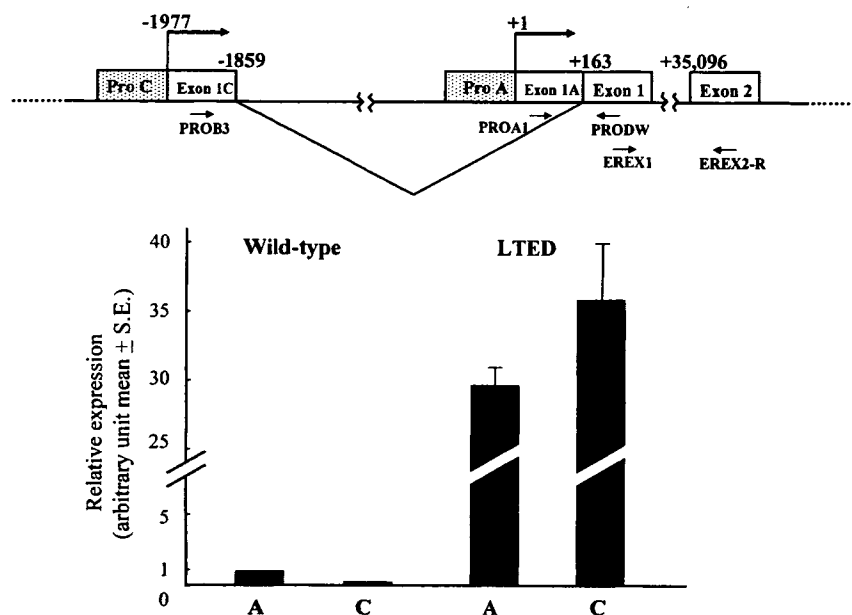 -1977
+1
-1859
+163
+35,096
Pro C
Exon 1C
Pro A
Exon 1A
Exon 1
Exon 2
PROB3
PROA1
PRODW
EREX1
EREX2-R
Wild-type
LTED
Relative expression
(arbitrary unit mean ± S.E.)
40
35
30
25
5
1
0
A
C
A
C